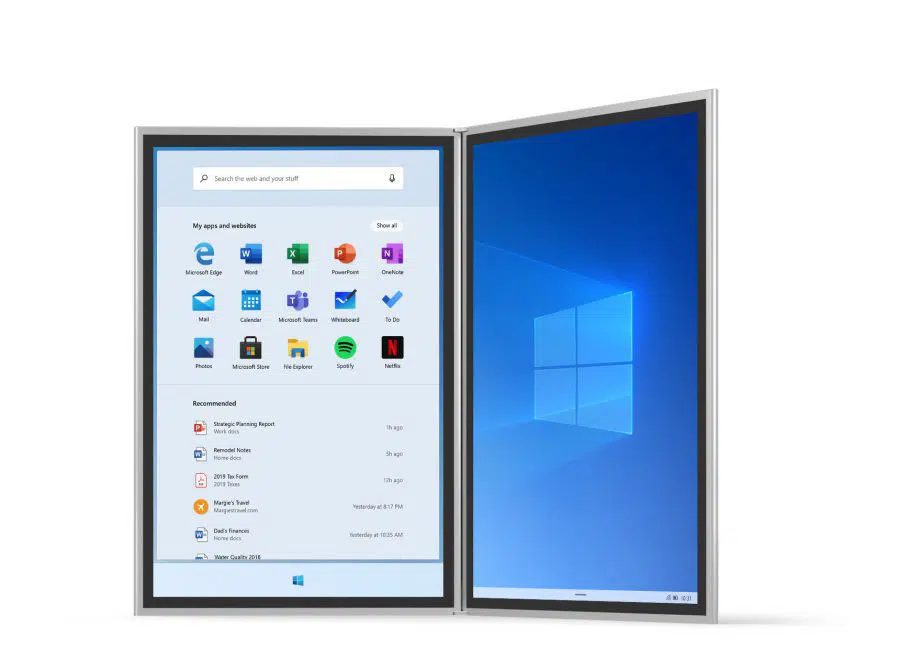 Search the web and your stuff
My apps and websites
Show all
Microsoft Edge
Word
Excel
PowerPoint
OneNote
Mail
Calendar
Microsoft Teams
Whiteboard
To Do
Photos
Microsoft Store
File Explorer
Spotify
Netflix
Recommended
Strategic Planning Report
Work docs
1h ago
Remodel Notes
Home docs
5h ago
2019 Tax Form
2019 Taxes
12h ago
Margie's Travel
Margiestravel.com
Yesterday at 8:17 PM
Dad's Finances
Home docs
Yesterday at 10:35 AM
Water Quality 2018
10:31